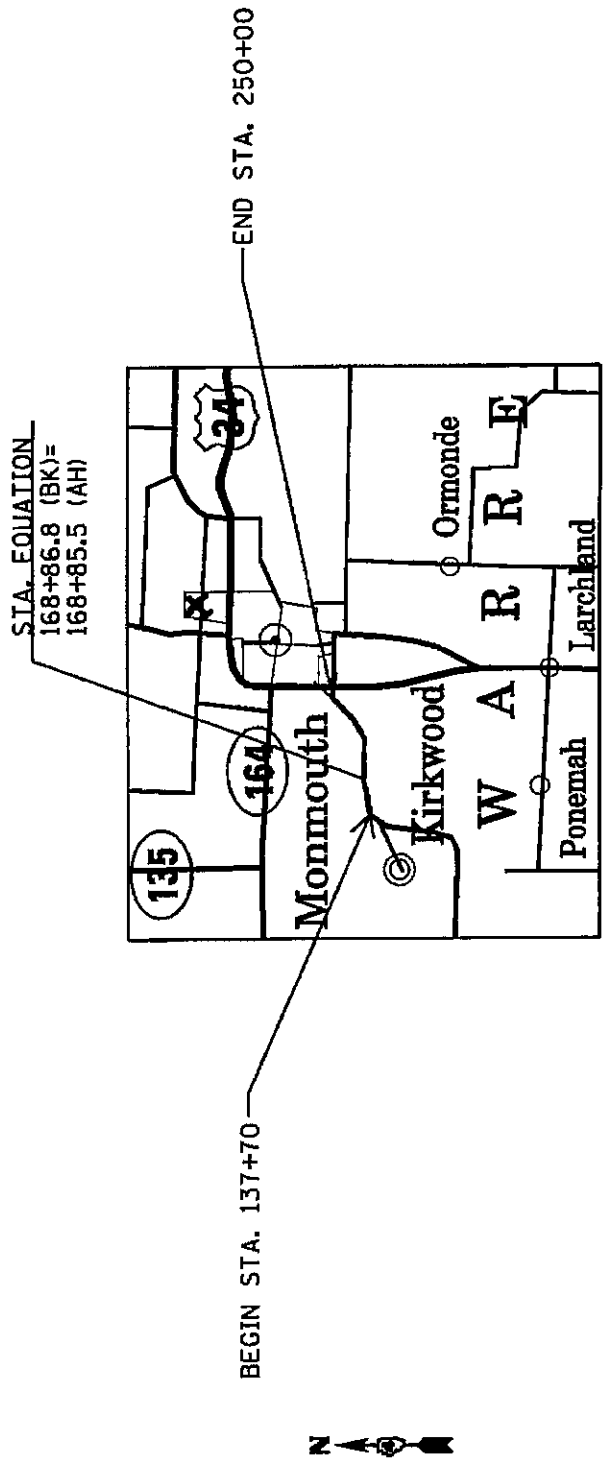 STA. EQUATION
168+86.8 (BK)=
168+85.5 (AH)
END STA. 250+00
BEGIN STA. 137+70
N
135
164
34
Monmouth
Kirkwood
Ormonde
W A R R E
Larchland
Ponemah